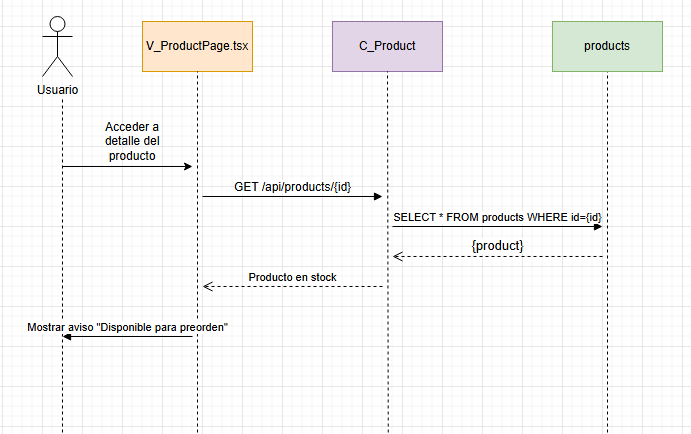 Usuario
V_ProductPage.tsx
C_Product
products
Acceder a
detalle del
producto
GET /api/products/{id}
SELECT * FROM products WHERE id={id}
{product}
Producto en stock
Mostrar aviso "Disponible para preorden"